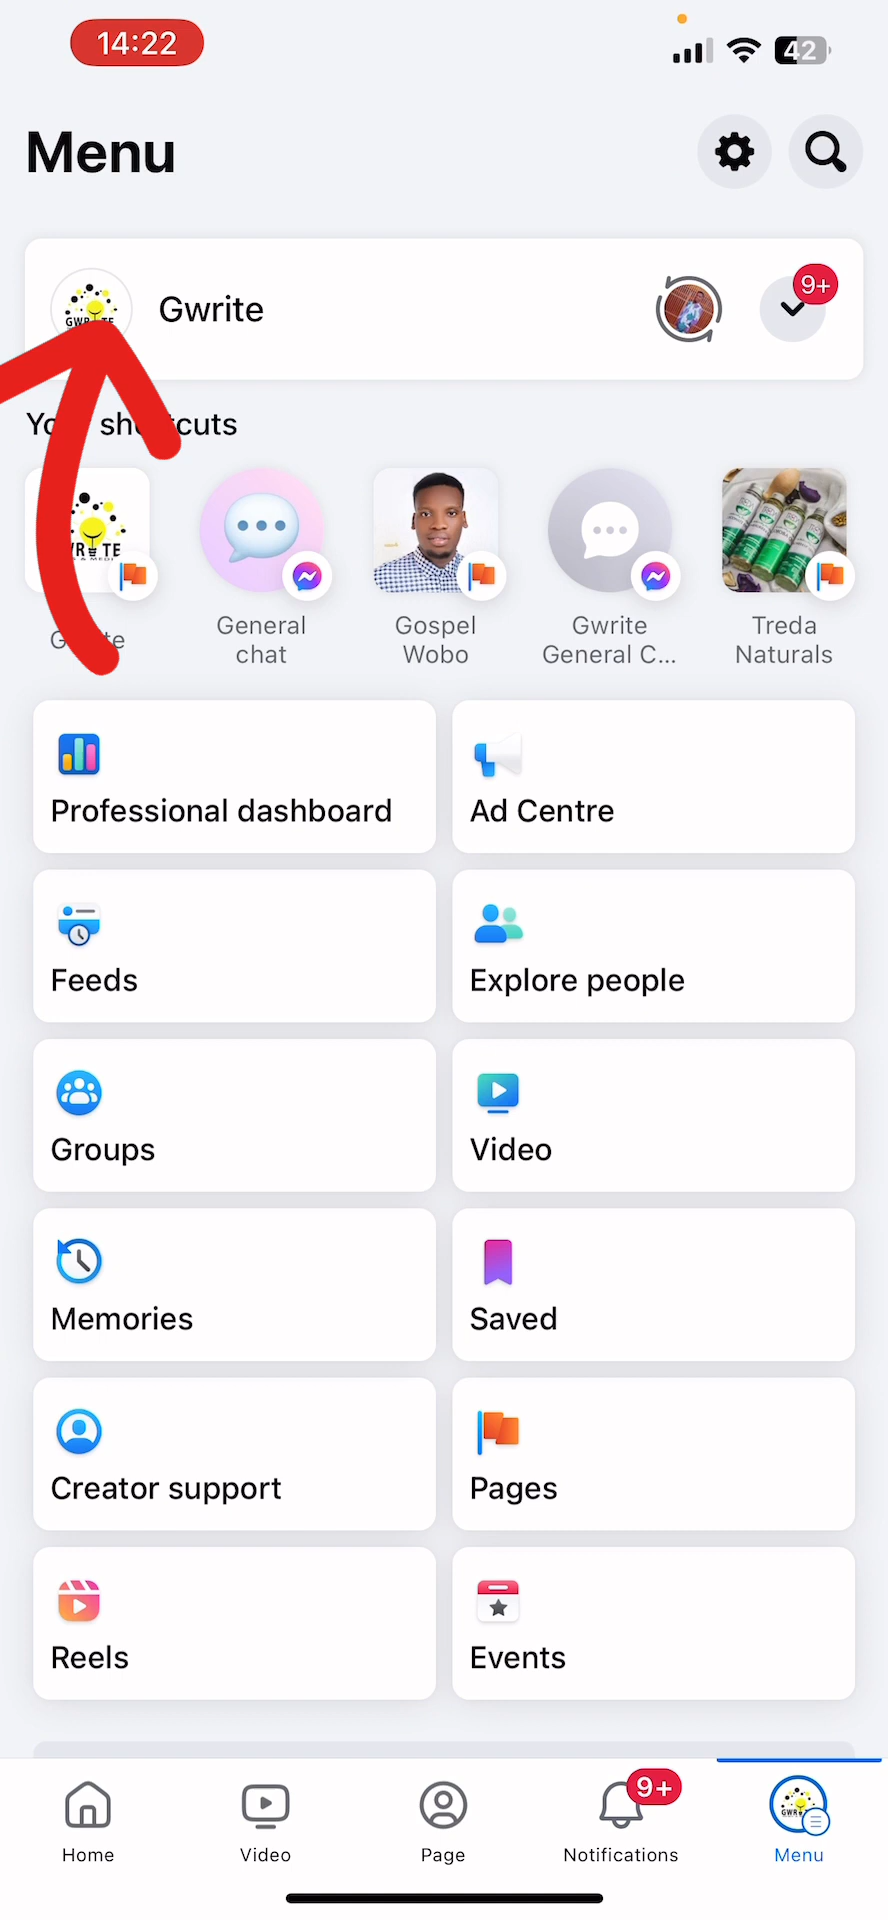 14:22
42
Menu
GWRITE
Gwrite
9+
Your shortcuts
General chat
Gospel Wobo
Gwrite General C...
Treda Naturals
Professional dashboard
Ad Centre
Feeds
Explore people
Groups
Video
Memories
Saved
Creator support
Pages
Reels
Events
9+
Home
Video
Page
Notifications
Menu